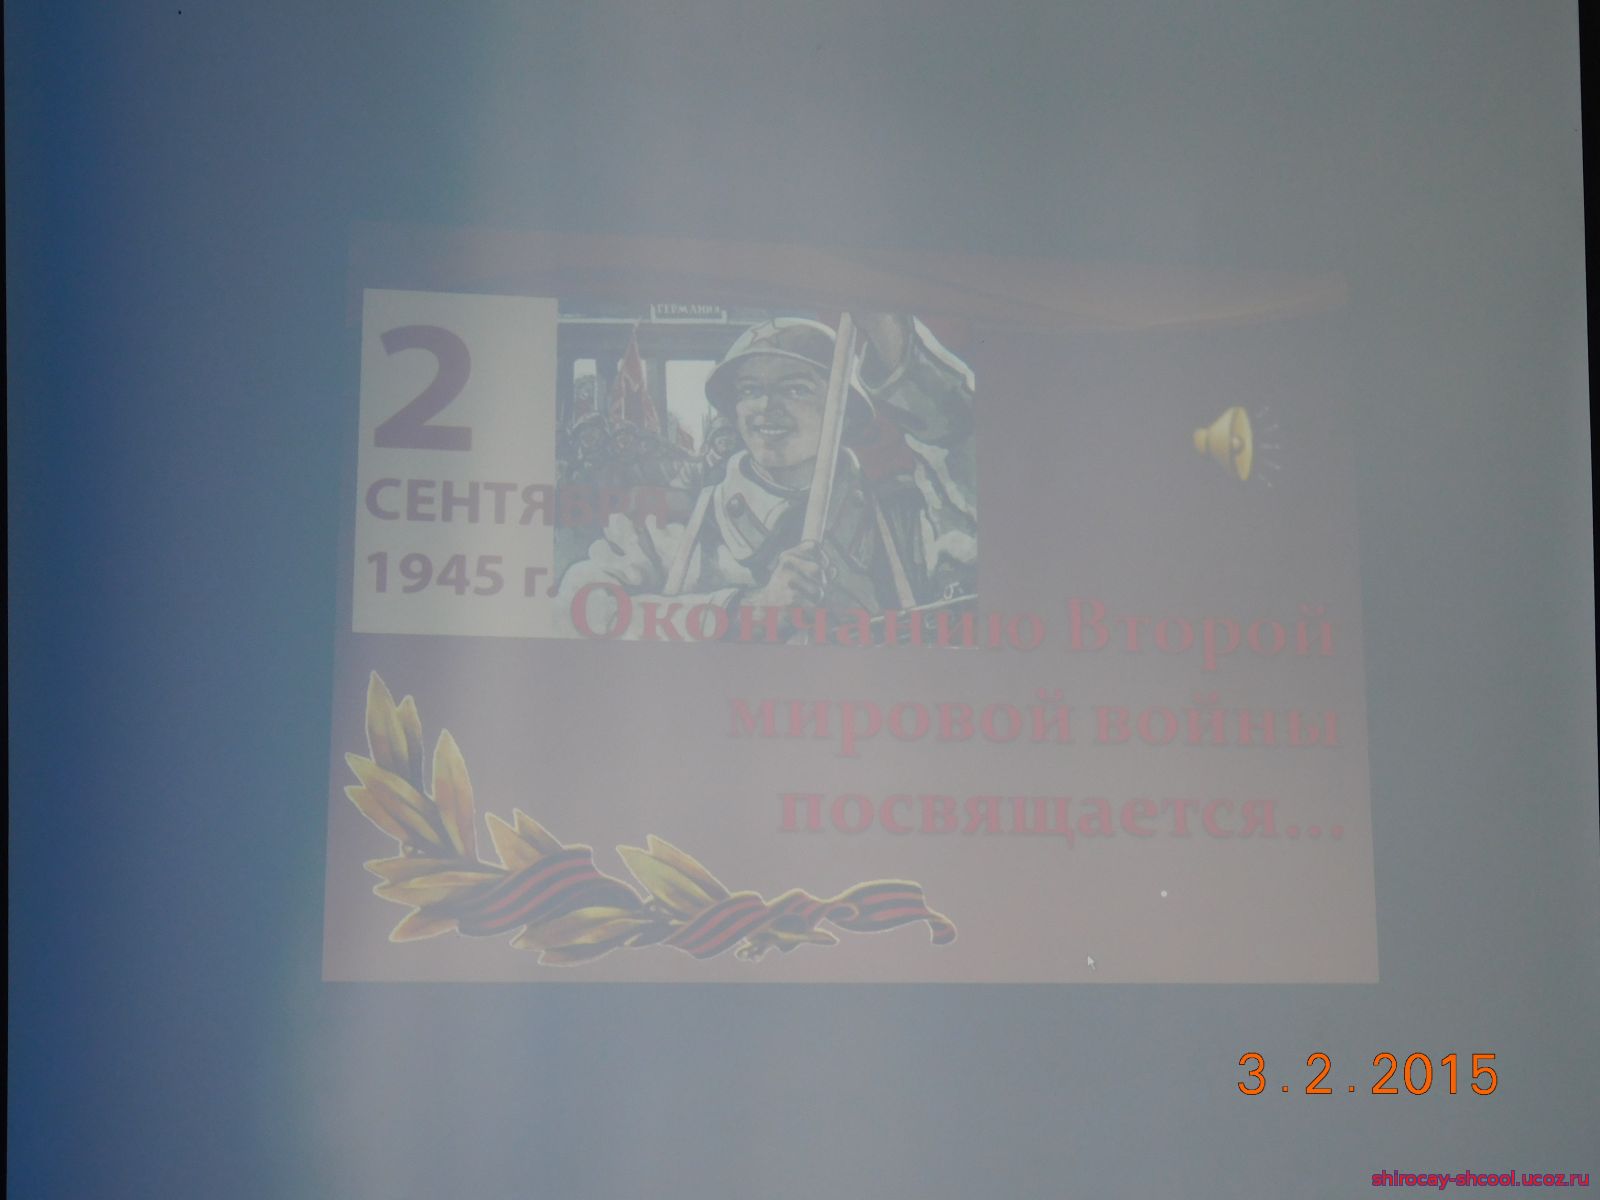 ГЕРМАНИЯ
2
СЕНТЯБРЯ
1945 г.
Окончанию Второй
мировой войны
посвящается...
3.2.2015
shirocay-shcool.ucoz.ru